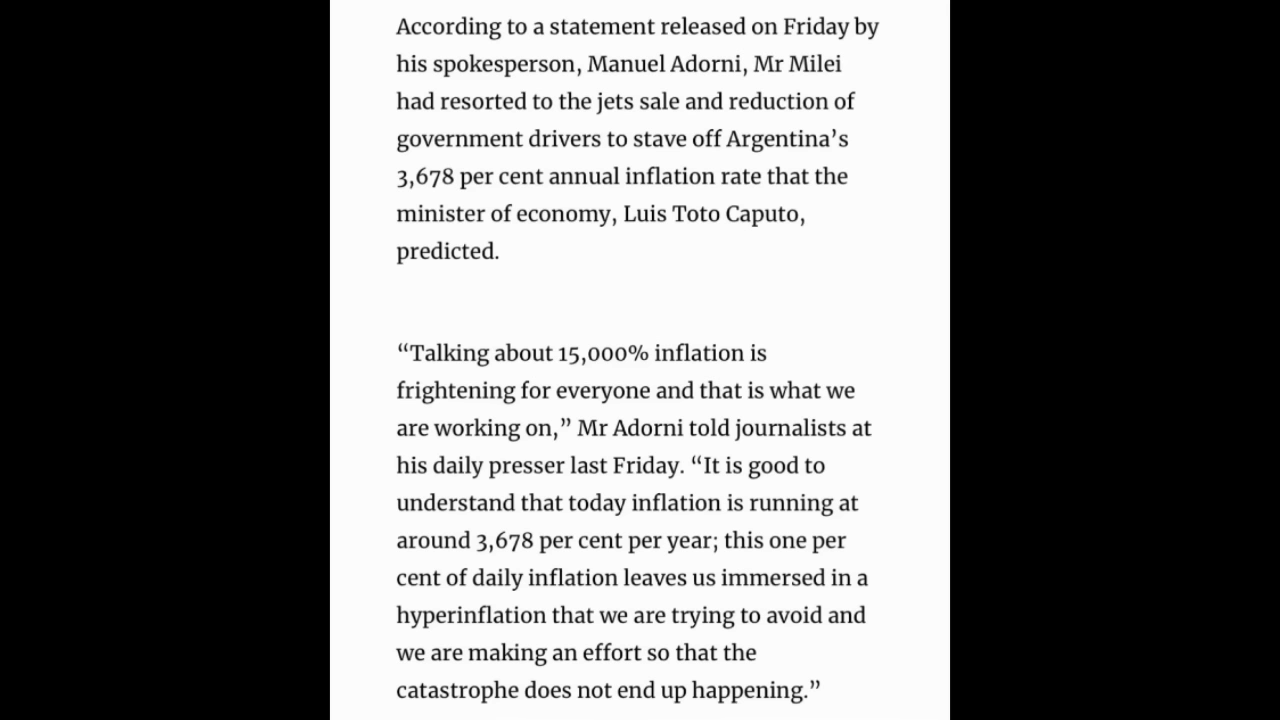 According to a statement released on Friday by
his spokesperson, Manuel Adorni, Mr Milei
had resorted to the jets sale and reduction of
government drivers to stave off Argentina’s
3,678 per cent annual inflation rate that the
minister of economy, Luis Toto Caputo,
predicted.
“Talking about 15,000% inflation is
frightening for everyone and that is what we
are working on,” Mr Adorni told journalists at
his daily presser last Friday. “It is good to
understand that today inflation is running at
around 3,678 per cent per year; this one per
cent of daily inflation leaves us immersed in a
hyperinflation that we are trying to avoid and
we are making an effort so that the
catastrophe does not end up happening.”